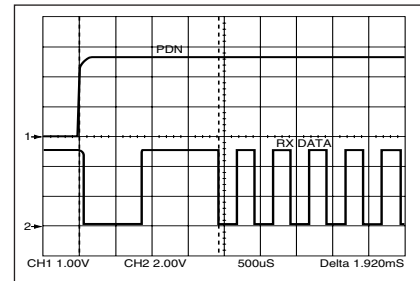 PDN
1
RX DATA
2
CH1 1.00V CH2 2.00V 500uS Delta 1.920mS